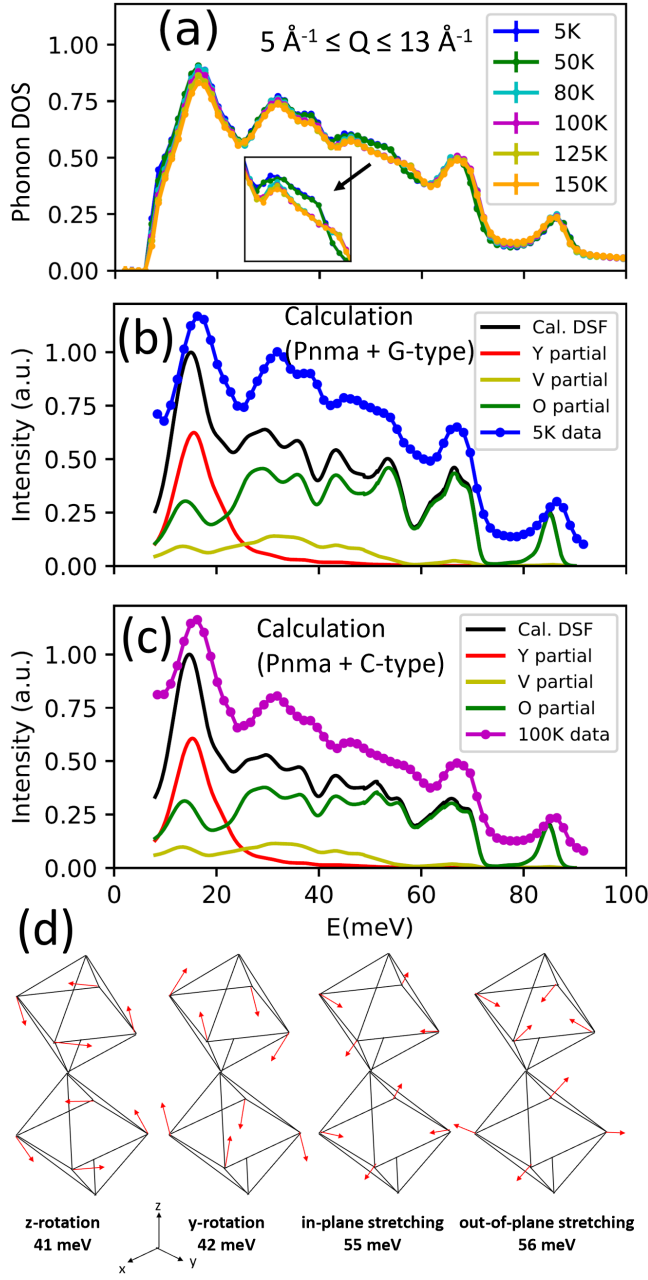 (a)
5 Å⁻¹ ≤ Q ≤ 13 Å⁻¹
5K
50K
80K
100K
125K
150K
Phonon DOS
1.00
0.75
0.50
0.25
0.00
(b)
Calculation
(Pnma + G-type)
Cal. DSF
Y partial
V partial
O partial
5K data
Intensity (a.u.)
1.00
0.75
0.50
0.25
0.00
(c)
Calculation
(Pnma + C-type)
Cal. DSF
Y partial
V partial
O partial
100K data
Intensity (a.u.)
1.00
0.75
0.50
0.25
0.00
0 20 40 60 80 100
E(meV)
(d)
z-rotation
41 meV
y-rotation
42 meV
in-plane stretching
55 meV
out-of-plane stretching
56 meV
z
x
y